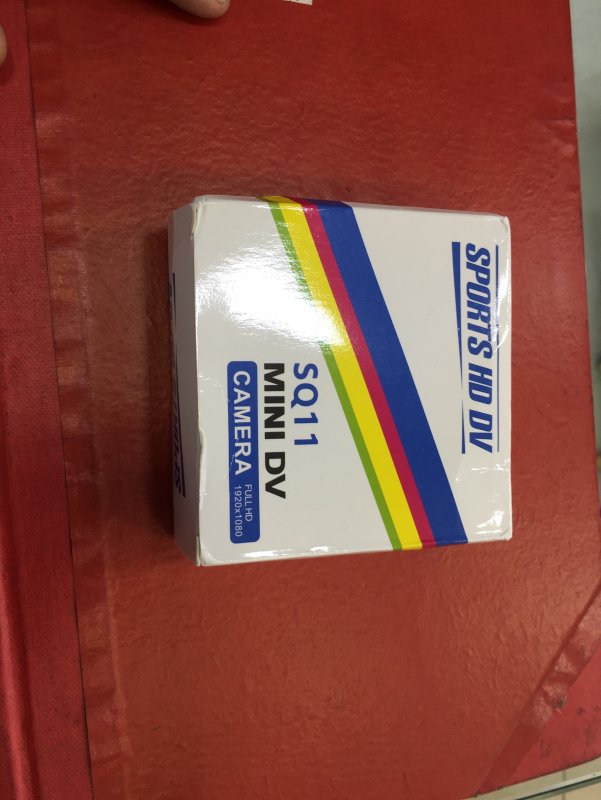 SPORTS HD DV
SQ11
MINI DV
CAMERA FULL HD
1920x1080